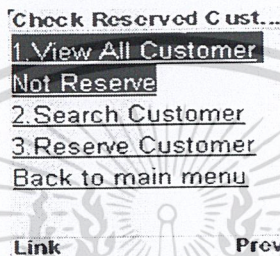 Check Reserved Cust...
1.View All Customer
Not Reserve
2.Search Customer
3.Reserve Customer
Back to main menu
Link Prev